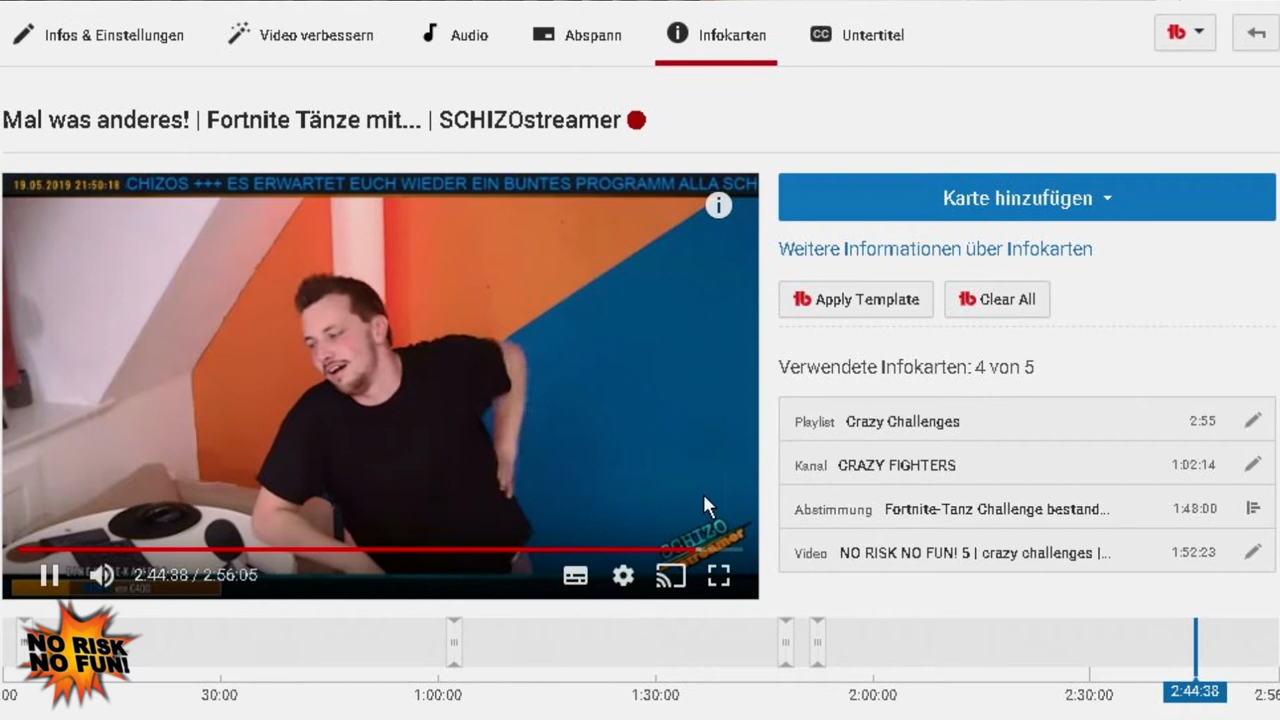 Infos & Einstellungen
Video verbessern
Audio
Abspann
Infokarten
CC Untertitel
Mal was anderes! | Fortnite Tänze mit... | SCHIZOstreamer
19.05.2019 21:50:18 CHIZOS +++ ES ERWARTET EUCH WIEDER EIN BUNTES PROGRAMM ALLA SCH
SCHIZO
streamer
2:44:38 / 2:56:05
Karte hinzufügen
Weitere Informationen über Infokarten
Apply Template
Clear All
Verwendete Infokarten: 4 von 5
Playlist Crazy Challenges 2:55
Kanal CRAZY FIGHTERS 1:02:14
Abstimmung Fortnite-Tanz Challenge bestand... 1:48:00
Video NO RISK NO FUN! 5 | crazy challenges |... 1:52:23
NO RISK
NO FUN!
00 30:00 1:00:00 1:30:00 2:00:00 2:30:00 2:44:38 2:56